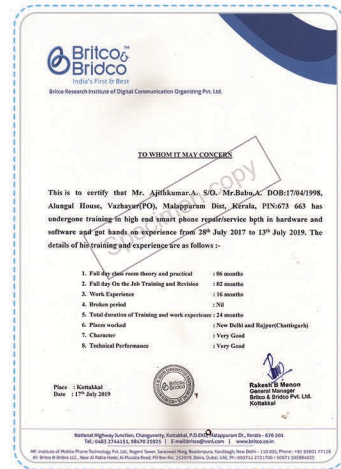 Britco&
Bridco
India's First & Best
Britco Research Institute of Digital Communication Organizing Pvt. Ltd.
TO WHOM IT MAY CONCERN
This is to certify that Mr. Ajithkumar.A. S/O. Mr.Babu.A. DOB:17/04/1998,
Alungal House, Vazhayur(PO), Malappuram Dist, Kerala, PIN:673 663 has
undergone training in high end smart phone repair/service bpth in hardware and
software and got hands on experience from 28th July 2017 to 13th July 2019. The
details of his training and experience are as follows :-
1. Full day class room theory and practical : 06 months
2. Full day On the Job Training and Revision : 02 months
3. Work Experience : 16 months
4. Broken period : Nil
5. Total duration of Training and work experience : 24 months
6. Places worked : New Delhi and Rajpur(Chattisgarh)
7. Character : Very Good
8. Technical Performance : Very Good
Specimen copy
Place : Kottakkal
Date : 17th July 2019
Britco
Bridco
Rakesh B Menon
General Manager
Britco & Bridco Pvt. Ltd.
Kottakkal
National Highway Junction, Changuvetty, Kottakkal, P.O.Edarikode, Malappuram Dt., Kerala - 676 501
Tel.: 0483 2744151, 98470 25925 | E-mail:britco@vsnl.com | www.britco.co.in